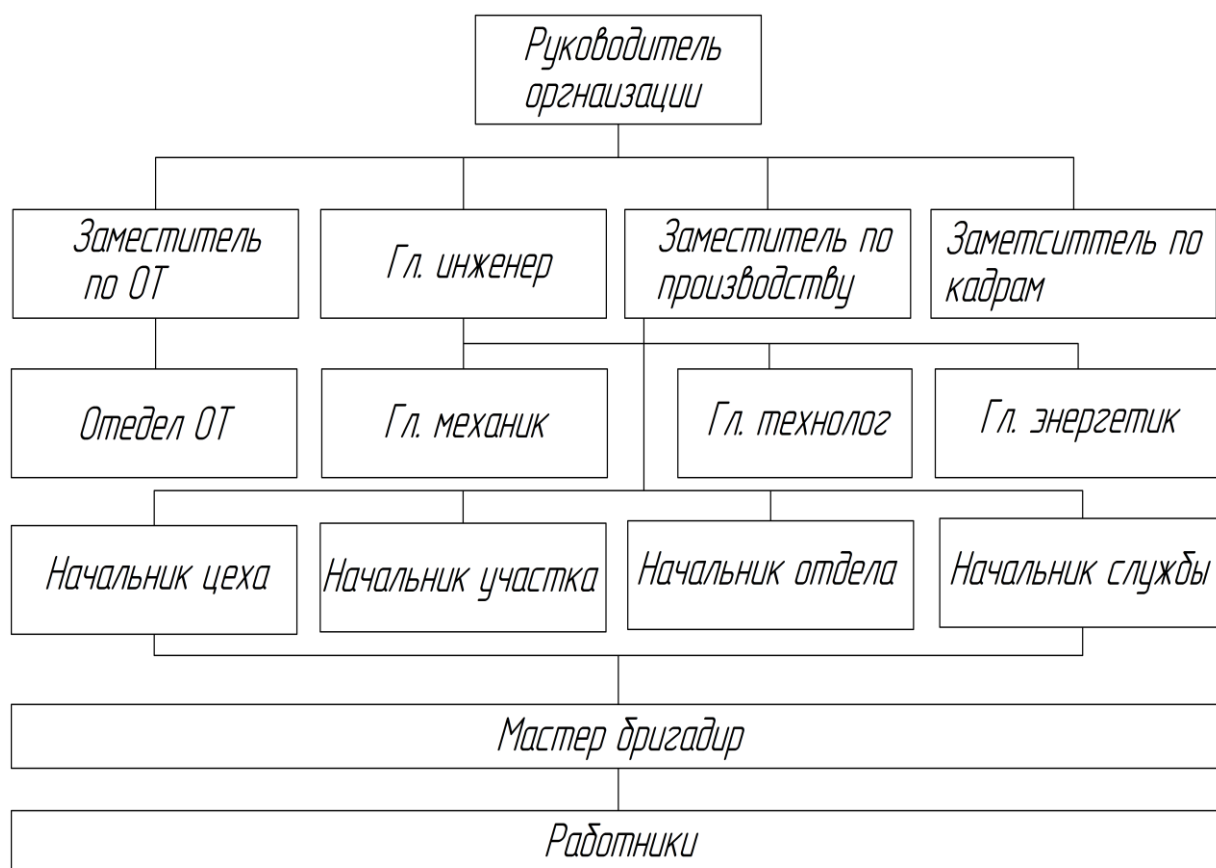 Руководитель
оргнаизации
Заместитель
по ОТ
Гл. инженер
Заместитель по
производству
Заметситтель по
кадрам
Отедел ОТ
Гл. механик
Гл. технолог
Гл. энергетик
Начальник цеха
Начальник участка
Начальник отдела
Начальник службы
Мастер бригадир
Работники